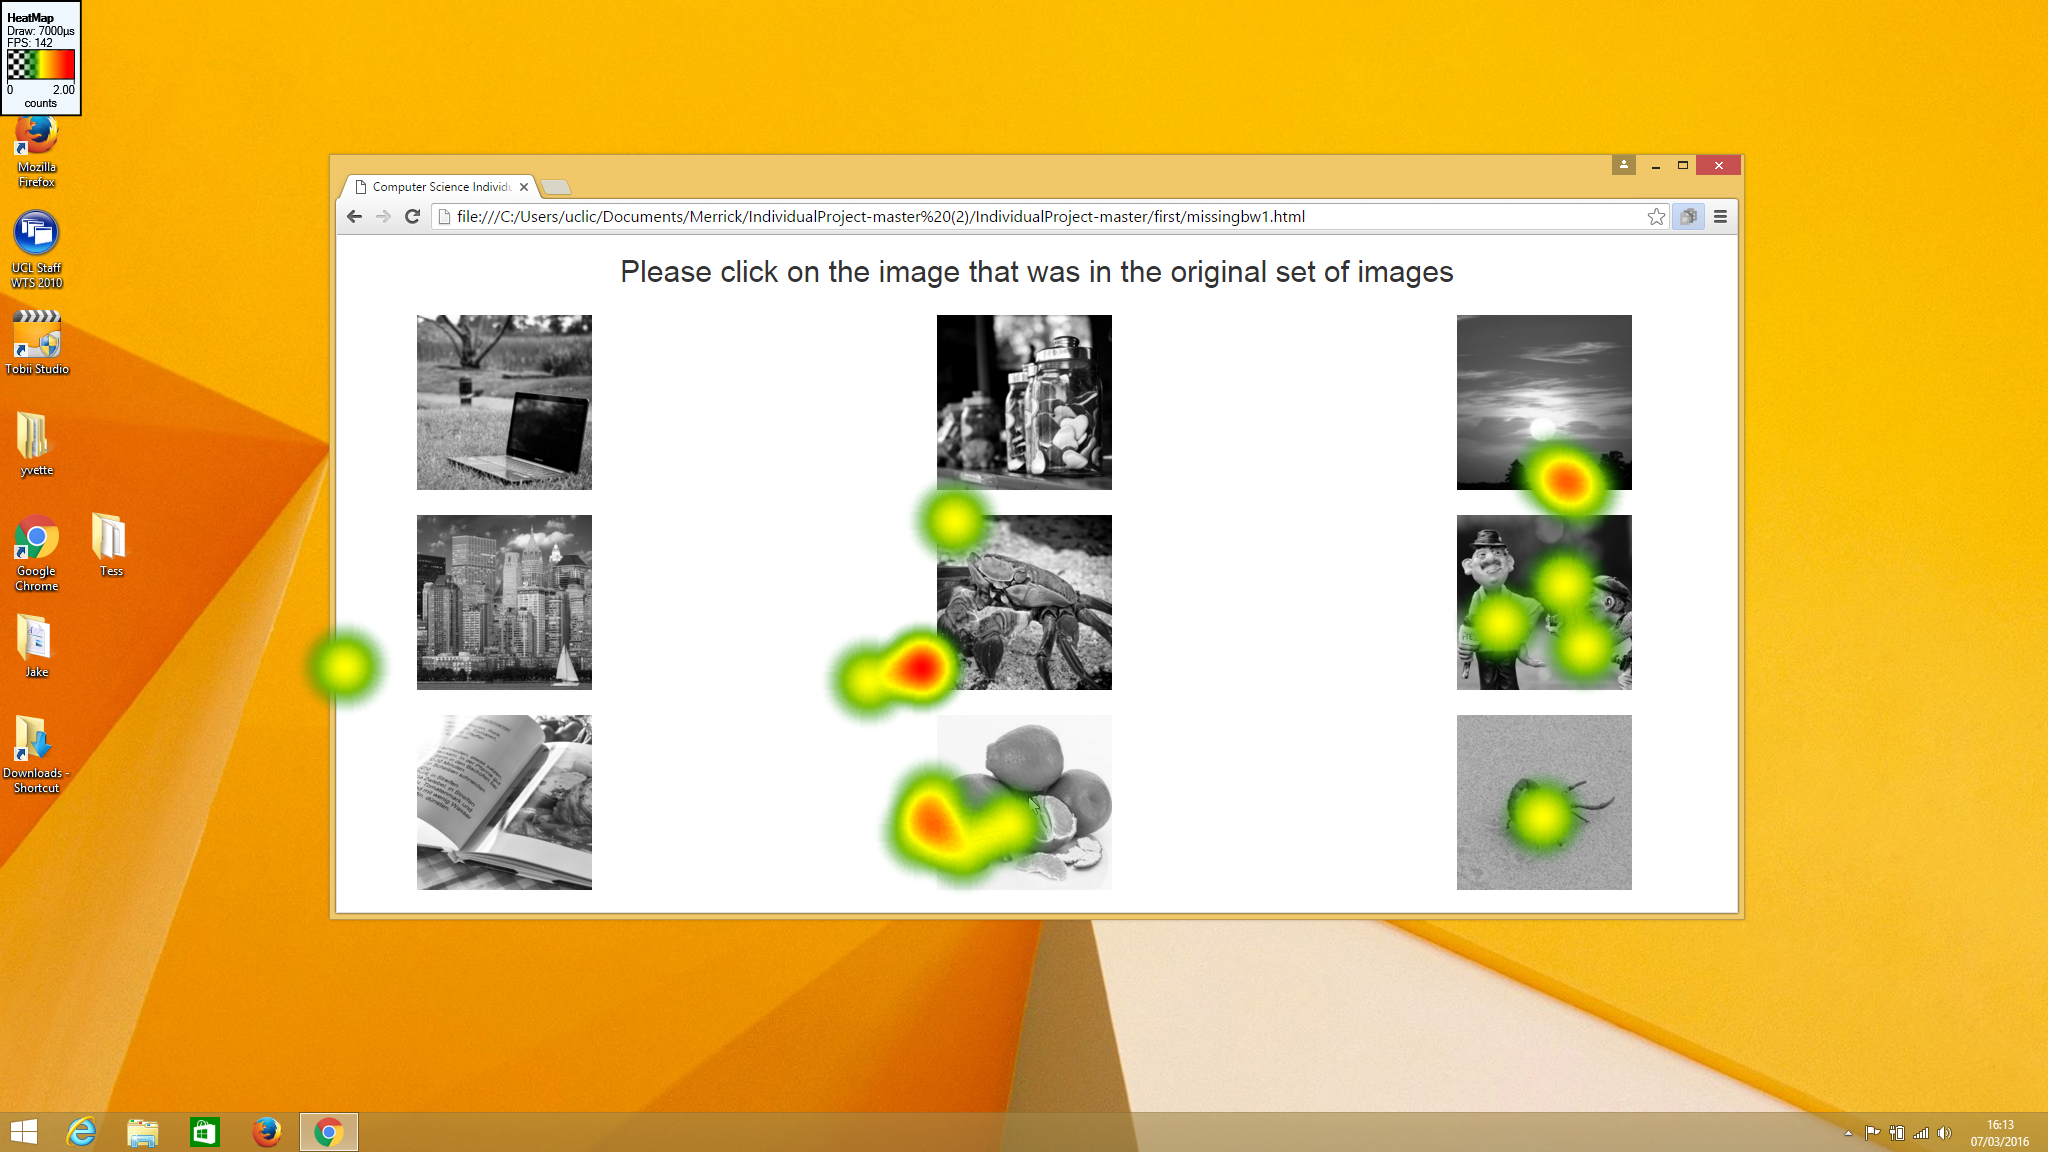 HeatMap
Draw: 7000µs
FPS: 142
0 2.00
counts
Mozilla
Firefox
UCL Staff
WTS 2010
Tobii Studio
yvette
Google
Chrome
Tess
Jake
Downloads -
Shortcut
Computer Science Individu
file:///C:/Users/uclic/Documents/Merrick/IndividualProject-master%20(2)/IndividualProject-master/first/missingbw1.html
Please click on the image that was in the original set of images
16:13
07/03/2016